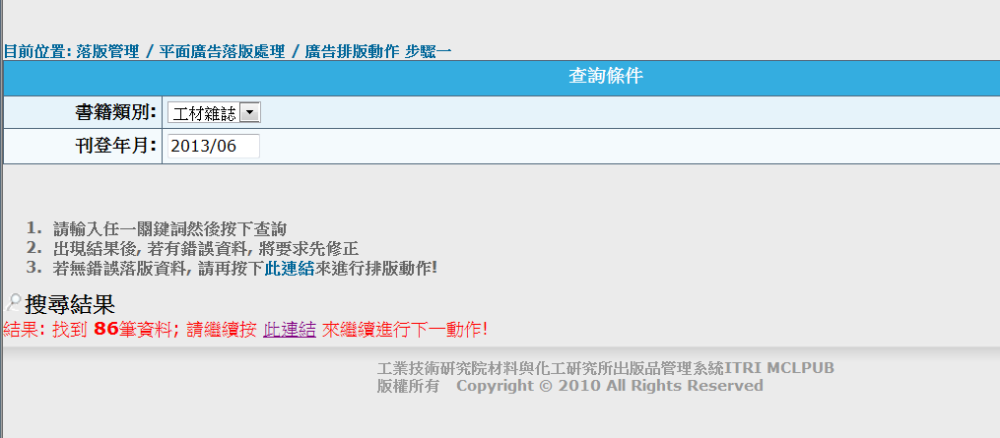 目前位置: 落版管理 / 平面廣告落版處理 / 廣告排版動作 步驟一
查詢條件
書籍類別: 工材雜誌
刊登年月: 2013/06
1. 請輸入任一關鍵詞然後按下查詢
2. 出現結果後, 若有錯誤資料, 將要求先修正
3. 若無錯誤落版資料, 請再按下此連結來進行排版動作!
搜尋結果
結果: 找到 86筆資料; 請繼續按 此連結 來繼續進行下一動作!
工業技術研究院材料與化工研究所出版品管理系統ITRI MCLPUB
版權所有 Copyright © 2010 All Rights Reserved